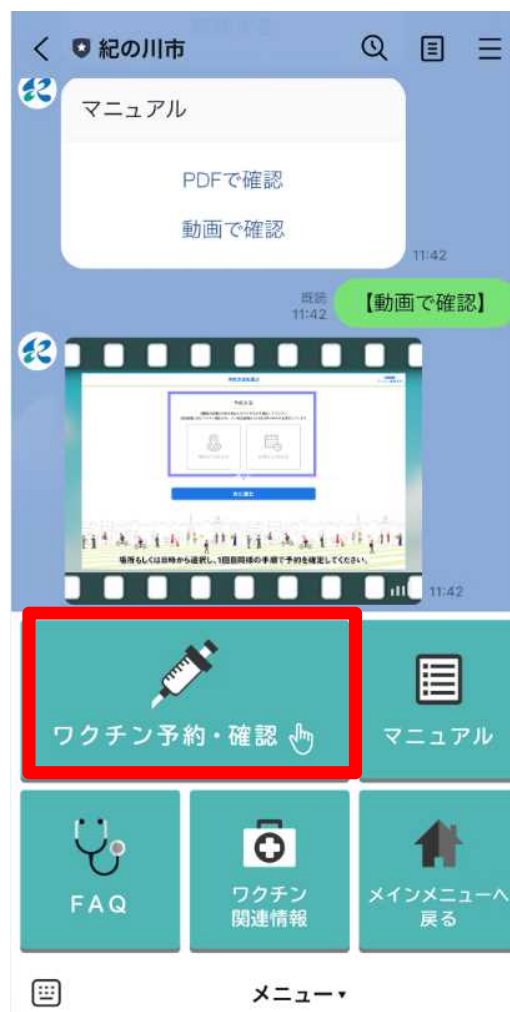 紀の川市
マニュアル
PDFで確認
動画で確認
11:42
既読
11:42
【動画で確認】
場所もしくは日時から選択し、1回目同様の手順で予約を確定してください。
11:42
ワクチン予約・確認
マニュアル
FAQ
ワクチン
関連情報
メインメニューへ
戻る
メニュー▾